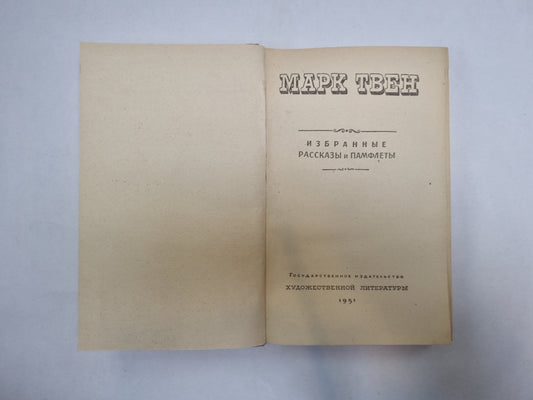 МАРК ТВЕН
ИЗБРАННЫЕ
РАССКАЗЫ и ПАМФЛЕТЫ
ГОСУДАРСТВЕННОЕ ИЗДАТЕЛЬСТВО
ХУДОЖЕСТВЕННОЙ ЛИТЕРАТУРЫ
1951